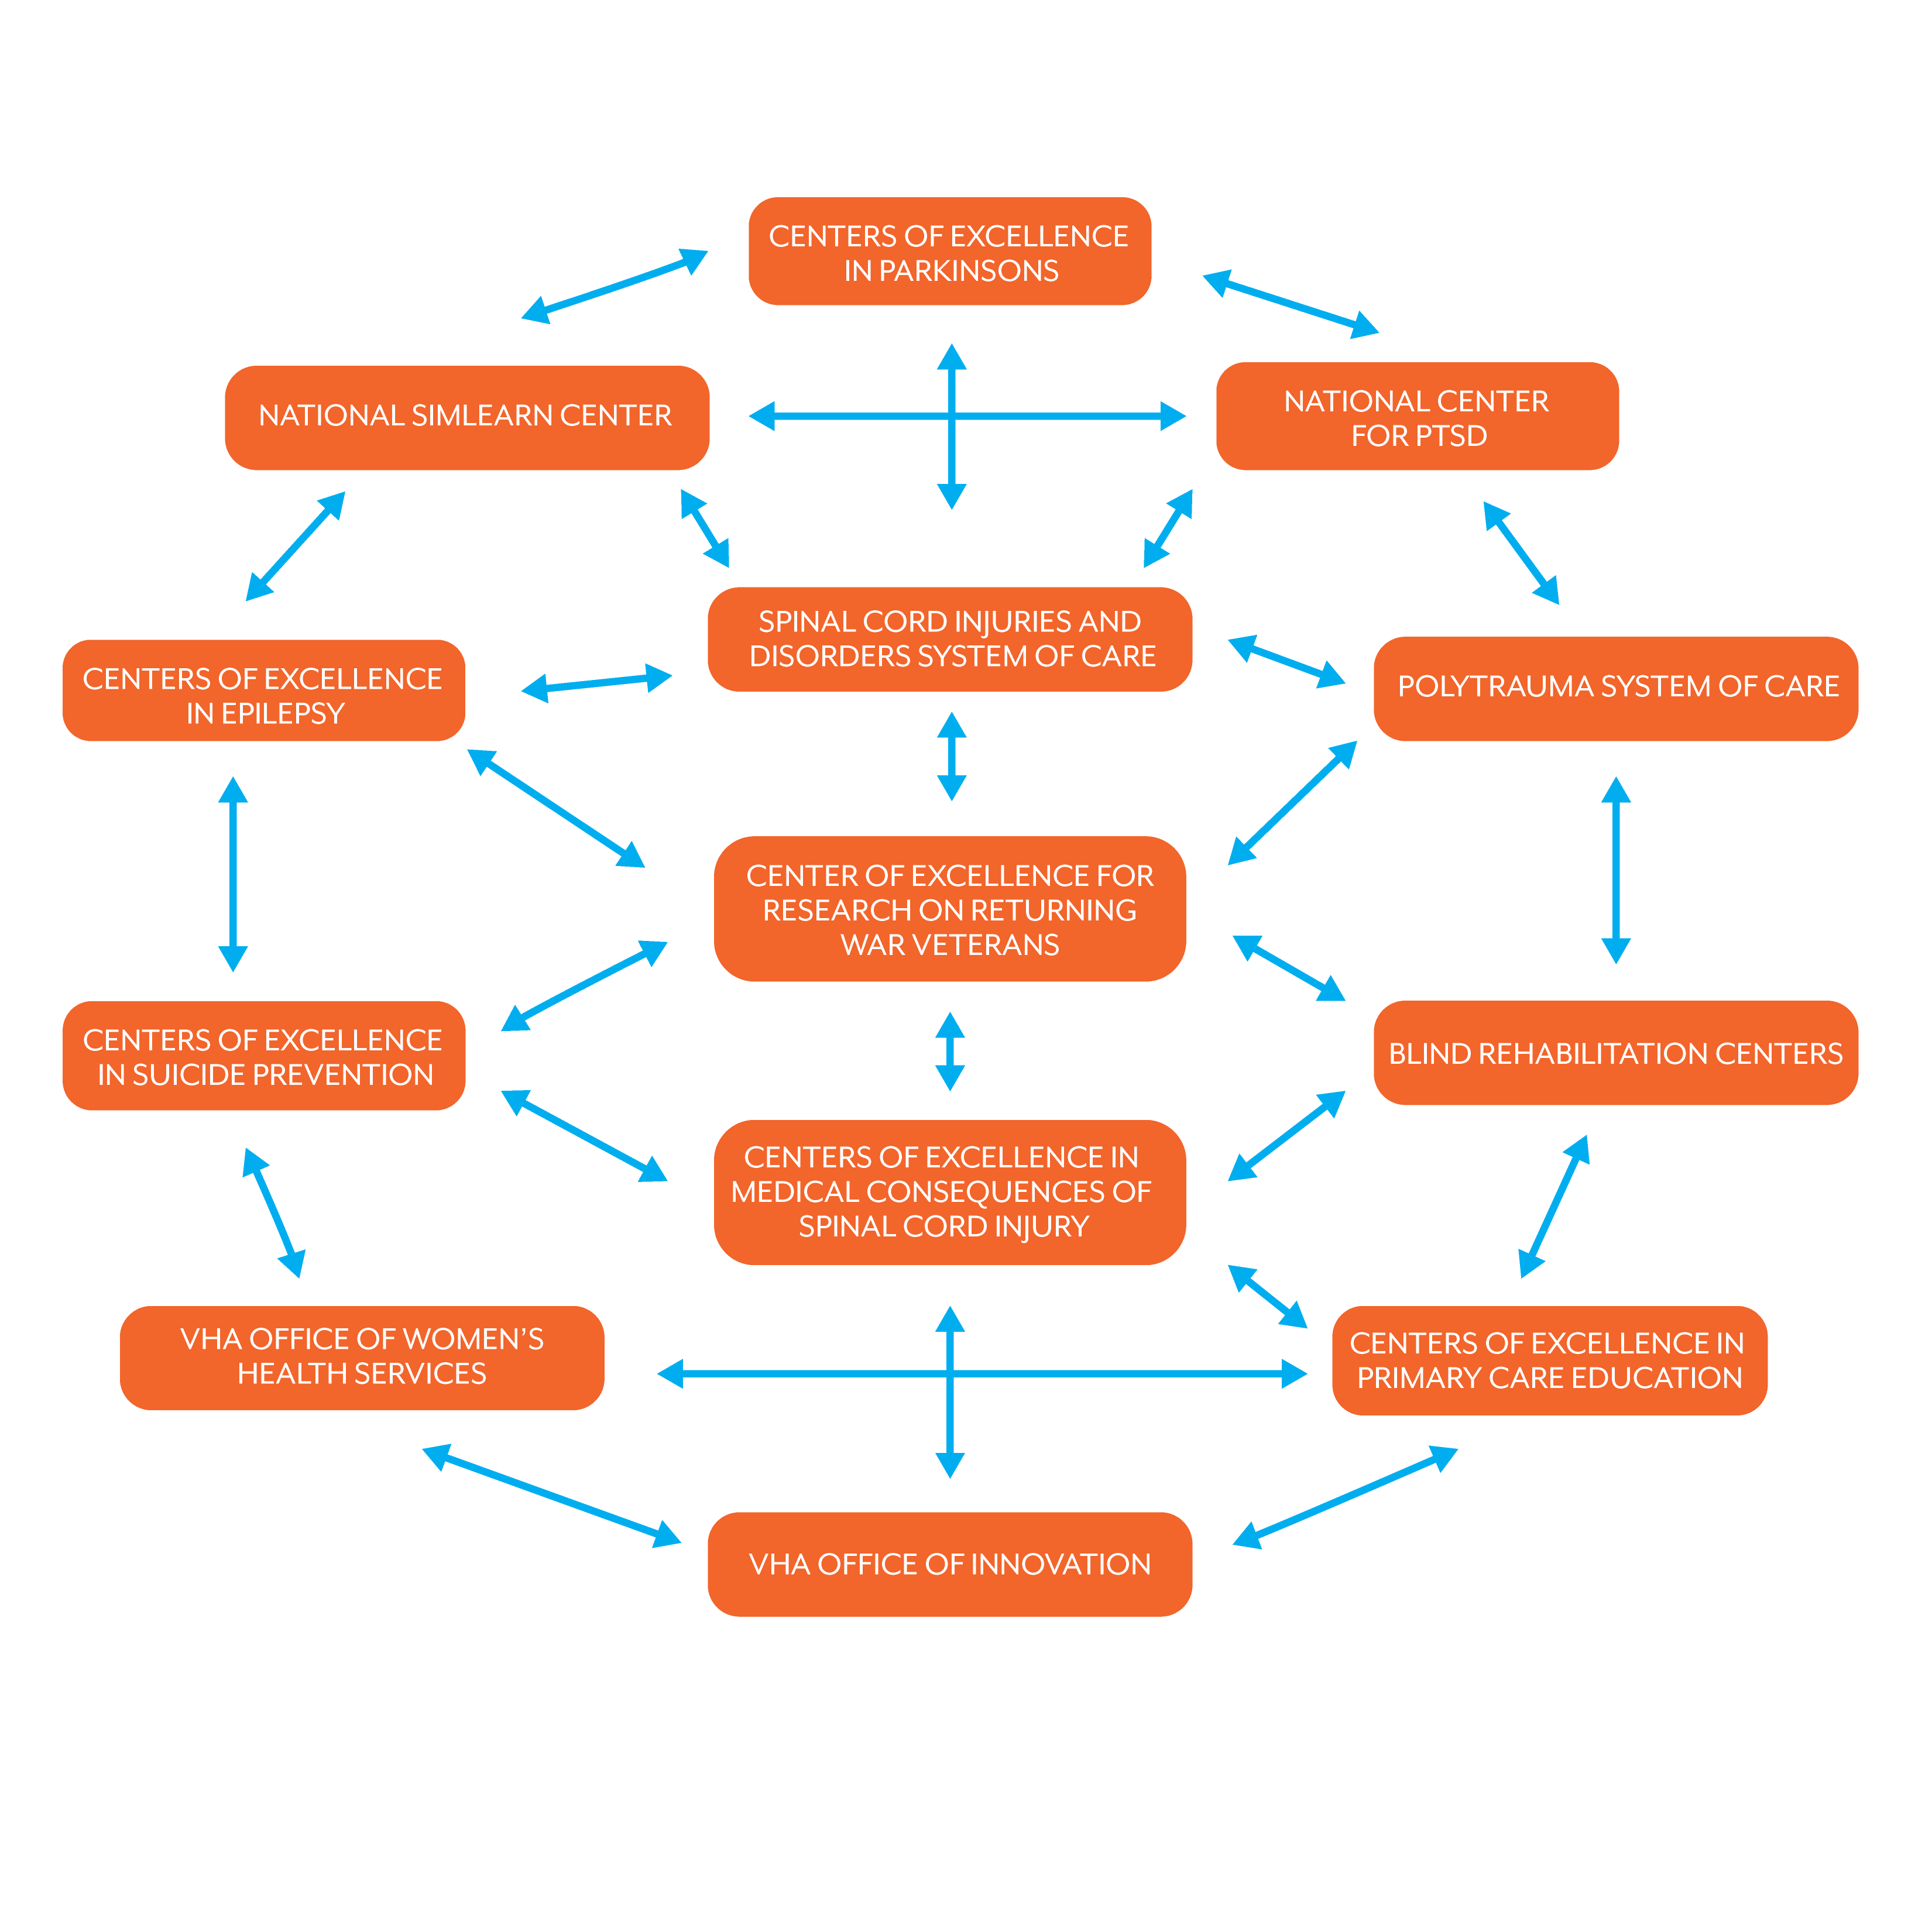 CENTERS OF EXCELLENCE
IN PARKINSONS
NATIONAL SIMLEARN CENTER
NATIONAL CENTER
FOR PTSD
SPINAL CORD INJURIES AND
DISORDERS SYSTEM OF CARE
CENTERS OF EXCELLENCE
IN EPILEPSY
POLYTRAUMA SYSTEM OF CARE
CENTER OF EXCELLENCE FOR
RESEARCH ON RETURNING
WAR VETERANS
CENTERS OF EXCELLENCE
IN SUICIDE PREVENTION
BLIND REHABILITATION CENTERS
CENTERS OF EXCELLENCE IN
MEDICAL CONSEQUENCES OF
SPINAL CORD INJURY
VHA OFFICE OF WOMEN’S
HEALTH SERVICES
CENTERS OF EXCELLENCE IN
PRIMARY CARE EDUCATION
VHA OFFICE OF INNOVATION